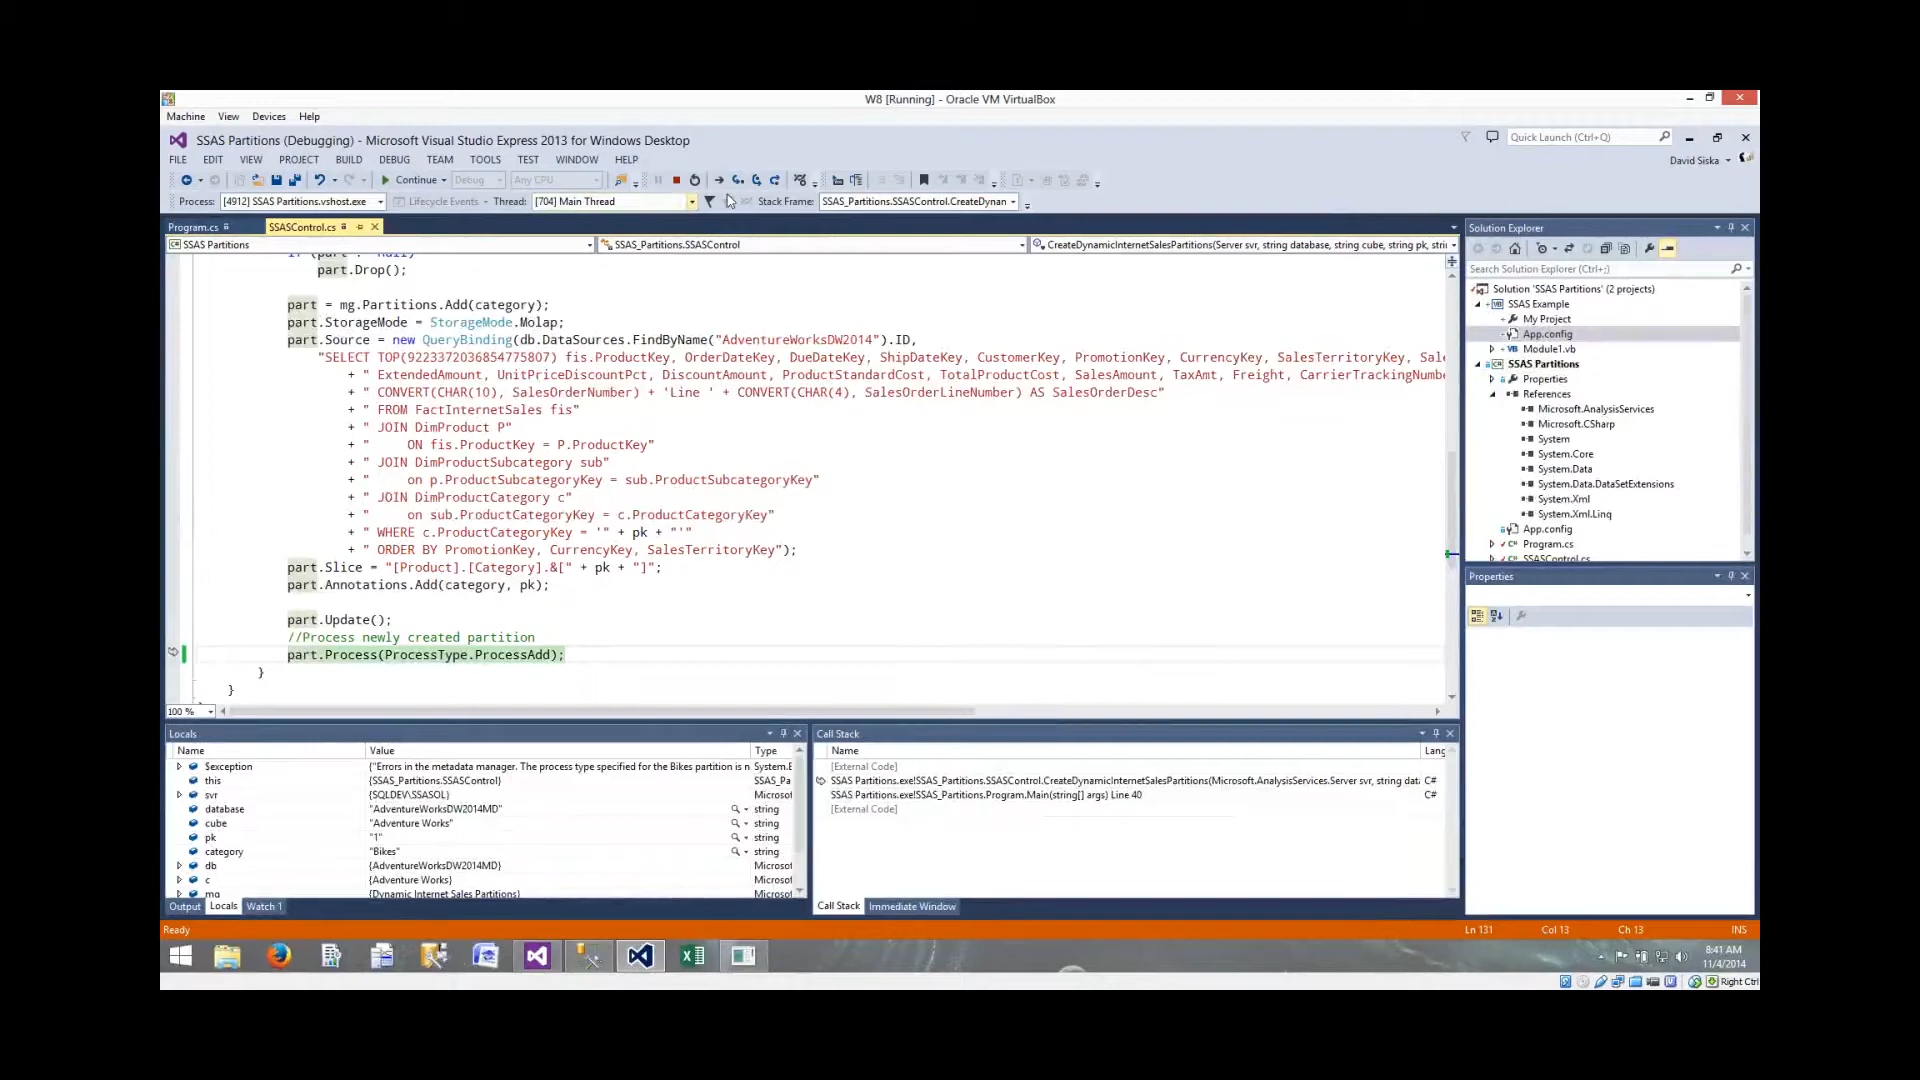 W8 [Running] - Oracle VM VirtualBox
Machine View Devices Help
SSAS Partitions (Debugging) - Microsoft Visual Studio Express 2013 for Windows Desktop
Quick Launch (Ctrl+Q)
FILE EDIT VIEW PROJECT BUILD DEBUG TEAM TOOLS TEST WINDOW HELP
David Siska
Continue Debug Any CPU
Process: [4912] SSAS Partitions.vshost.exe Lifecycle Events Thread: [704] Main Thread Stack Frame: SSAS_Partitions.SSASControl.CreateDynan
Program.cs SSASControl.cs
SSAS Partitions SSAS_Partitions.SSASControl CreateDynamicInternetSalesPartitions(Server svr, string database, string cube, string pk, stri
part.Drop();
part = mg.Partitions.Add(category);
part.StorageMode = StorageMode.Molap;
part.Source = new QueryBinding(db.DataSources.FindByName("AdventureWorksDW2014").ID,
"SELECT TOP(9223372036854775807) fis.ProductKey, OrderDateKey, DueDateKey, ShipDateKey, CustomerKey, PromotionKey, CurrencyKey, SalesTerritoryKey, Sale
+ " ExtendedAmount, UnitPriceDiscountPct, DiscountAmount, ProductStandardCost, TotalProductCost, SalesAmount, TaxAmt, Freight, CarrierTrackingNumbe
+ " CONVERT(CHAR(10), SalesOrderNumber) + 'Line ' + CONVERT(CHAR(4), SalesOrderLineNumber) AS SalesOrderDesc"
+ " FROM FactInternetSales fis"
+ " JOIN DimProduct P"
+ " ON fis.ProductKey = P.ProductKey"
+ " JOIN DimProductSubcategory sub"
+ " on p.ProductSubcategoryKey = sub.ProductSubcategoryKey"
+ " JOIN DimProductCategory c"
+ " on sub.ProductCategoryKey = c.ProductCategoryKey"
+ " WHERE c.ProductCategoryKey = '" + pk + "'"
+ " ORDER BY PromotionKey, CurrencyKey, SalesTerritoryKey");
part.Slice = "[Product].[Category].&[" + pk + "]";
part.Annotations.Add(category, pk);
part.Update();
//Process newly created partition
part.Process(ProcessType.ProcessAdd);
}
}
100 %
Solution Explorer
Search Solution Explorer (Ctrl+;)
Solution 'SSAS Partitions' (2 projects)
SSAS Example
My Project
App.config
Module1.vb
SSAS Partitions
Properties
References
Microsoft.AnalysisServices
Microsoft.CSharp
System
System.Core
System.Data
System.Data.DataSetExtensions
System.Xml
System.Xml.Linq
App.config
Program.cs
SSASControl.cs
Properties
Locals
Name Value Type
$exception {"Errors in the metadata manager. The process type specified for the Bikes partition is n System.E
this {SSAS_Partitions.SSASControl} SSAS_Pa
svr {SQLDEV\SSASOL} Microsof
database "AdventureWorksDW2014MD" string
cube "Adventure Works" string
pk "1" string
category "Bikes" string
db {AdventureWorksDW2014MD} Microsof
c {Adventure Works} Microsof
mg {Dynamic Internet Sales Partitions} Microsof
Output Locals Watch 1
Call Stack
Name Lang
[External Code]
SSAS Partitions.exe!SSAS_Partitions.SSASControl.CreateDynamicInternetSalesPartitions(Microsoft.AnalysisServices.Server svr, string dat C#
SSAS Partitions.exe!SSAS_Partitions.Program.Main(string[] args) Line 40 C#
[External Code]
Call Stack Immediate Window
Ready Ln 131 Col 13 Ch 13 INS
8:41 AM
11/4/2014
Right Ctrl